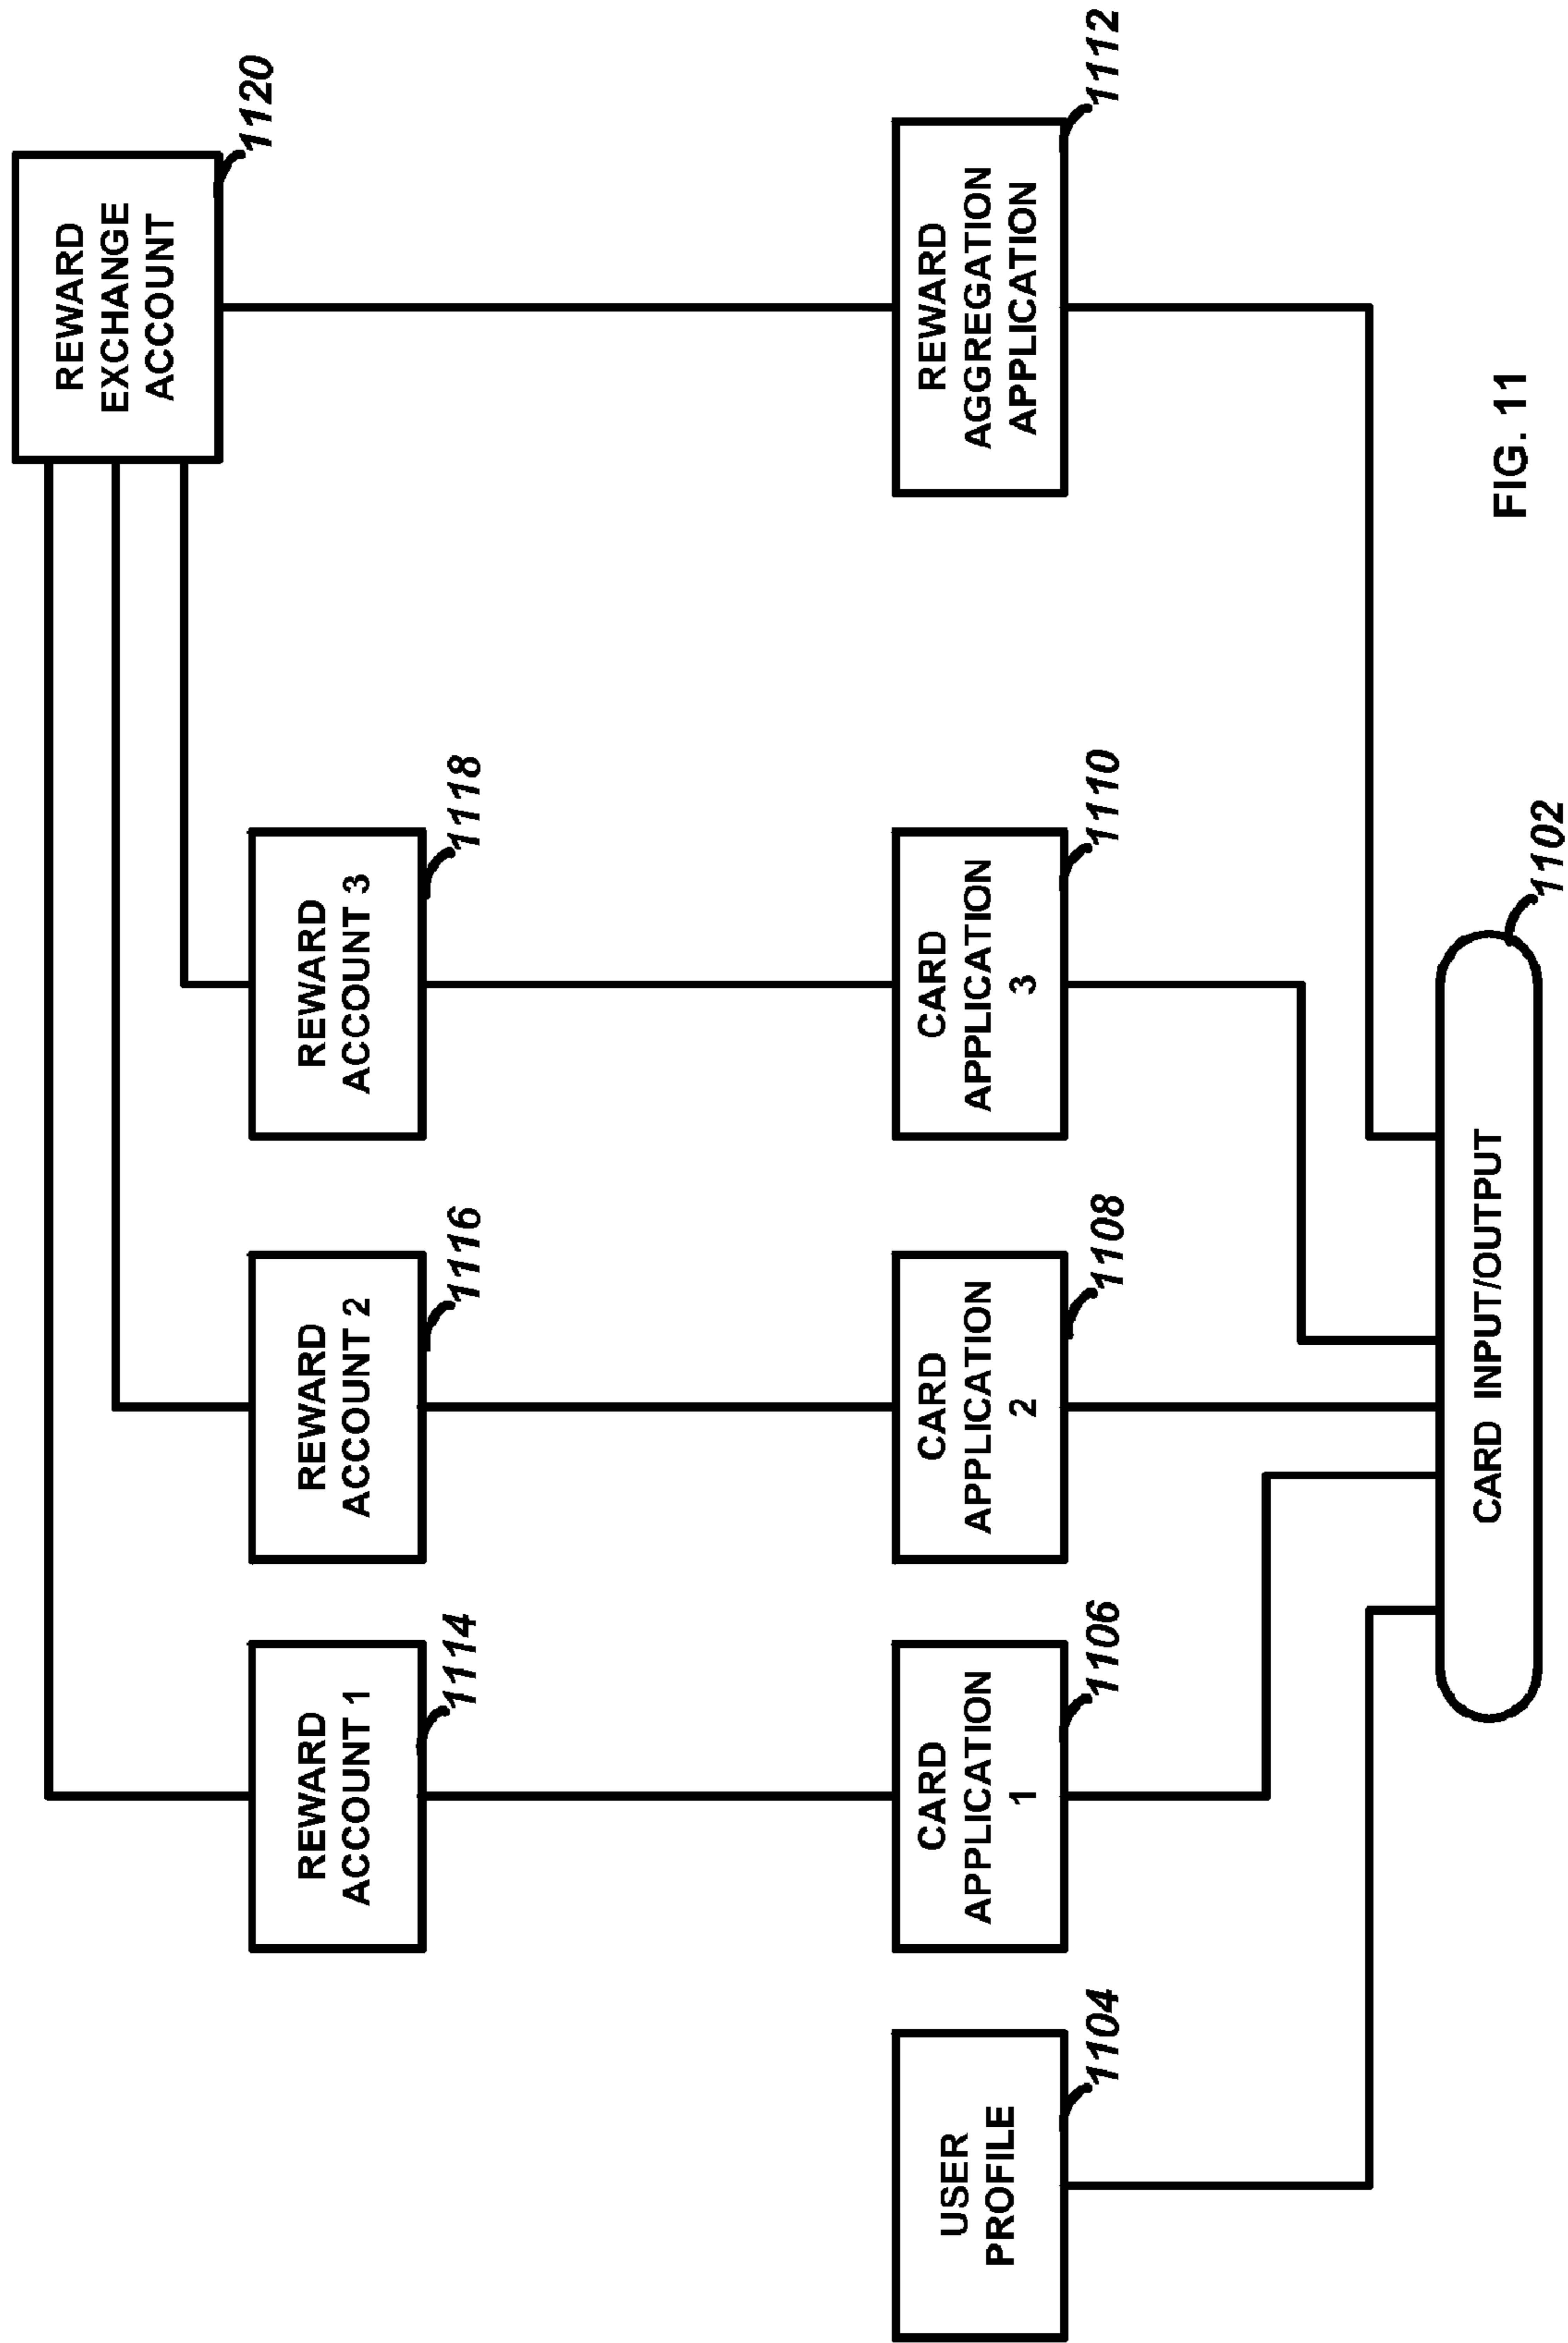 REWARD
EXCHANGE
ACCOUNT
1120
REWARD
ACCOUNT 1
1114
REWARD
ACCOUNT 2
1116
REWARD
ACCOUNT 3
1118
USER
PROFILE
1104
CARD
APPLICATION
1
1106
CARD
APPLICATION
2
1108
CARD
APPLICATION
3
1110
REWARD
AGGREGATION
APPLICATION
1112
CARD INPUT/OUTPUT
1102
FIG. 11